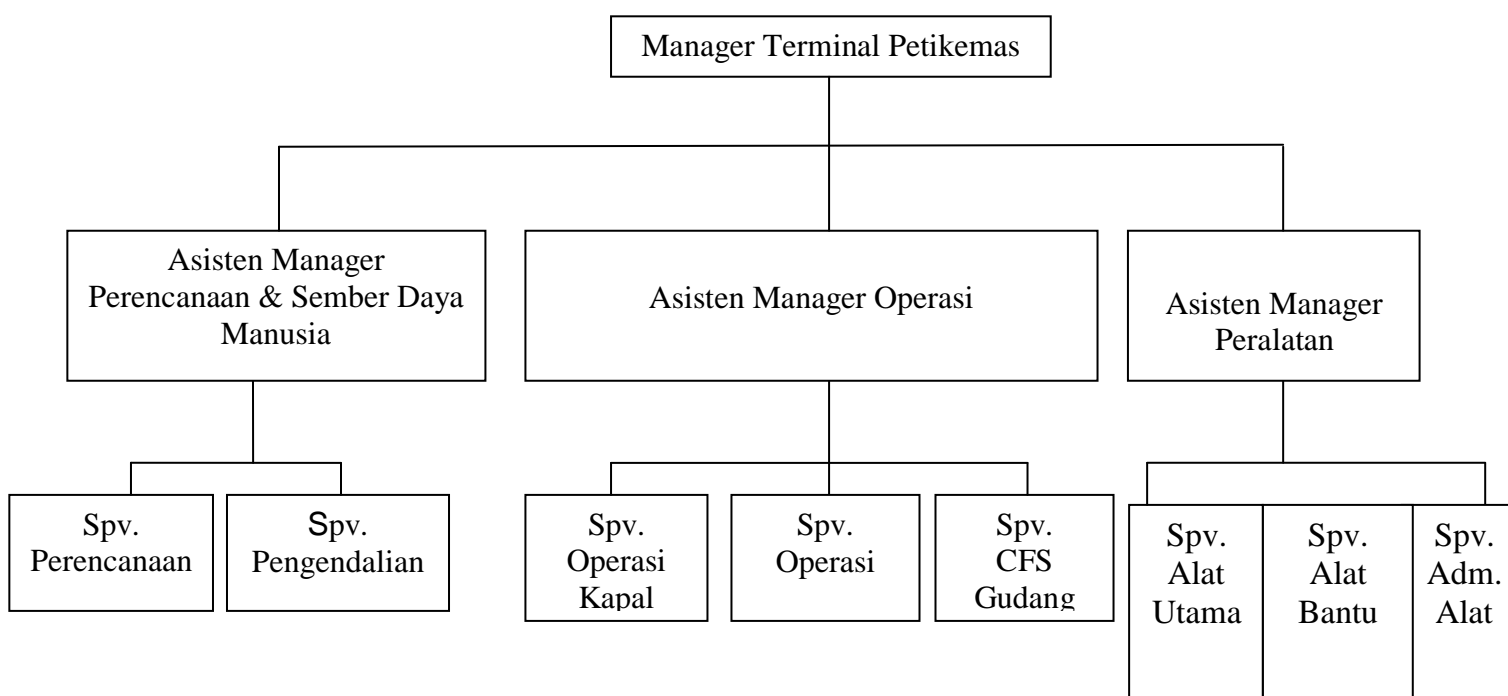 Manager Terminal Petikemas
Asisten Manager
Perencanaan & Sember Daya
Manusia
Asisten Manager Operasi
Asisten Manager
Peralatan
Spv.
Perencanaan
Spv.
Pengendalian
Spv.
Operasi
Kapal
Spv.
Operasi
Spv.
CFS
Gudang
Spv.
Alat
Utama
Spv.
Alat
Bantu
Spv.
Adm.
Alat